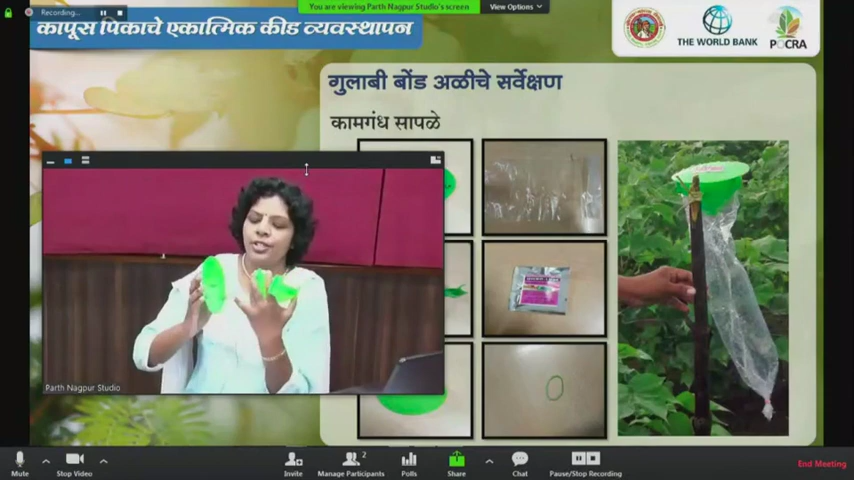 Recording...
You are viewing Parth Nagpur Studio's screen
View Options
कापूस पिकाचे एकात्मिक कीड व्यवस्थापन
THE WORLD BANK
POCRA
गुलाबी बोंड अळीचे सर्वेक्षण
कामगंध सापळे
Parth Nagpur Studio
Mute
Stop Video
Invite
2
Manage Participants
Polls
Share
Chat
Pause/Stop Recording
End Meeting